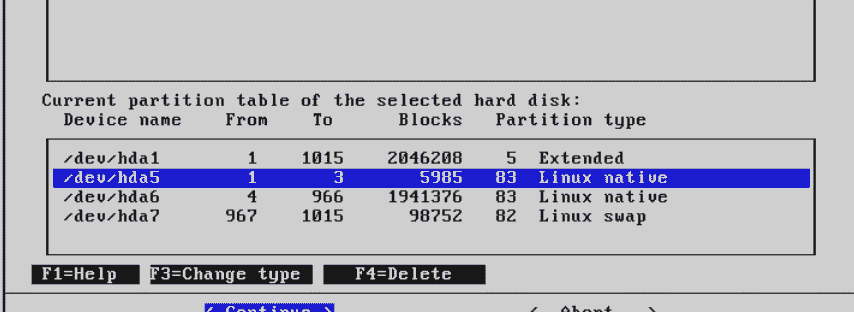 Current partition table of the selected hard disk:
Device name From To Blocks Partition type
/dev/hda1 1 1015 2046208 5 Extended
/dev/hda5 1 3 5985 83 Linux native
/dev/hda6 4 966 1941376 83 Linux native
/dev/hda7 967 1015 98752 82 Linux swap
F1=Help F3=Change type F4=Delete
< Continue > < Abort >